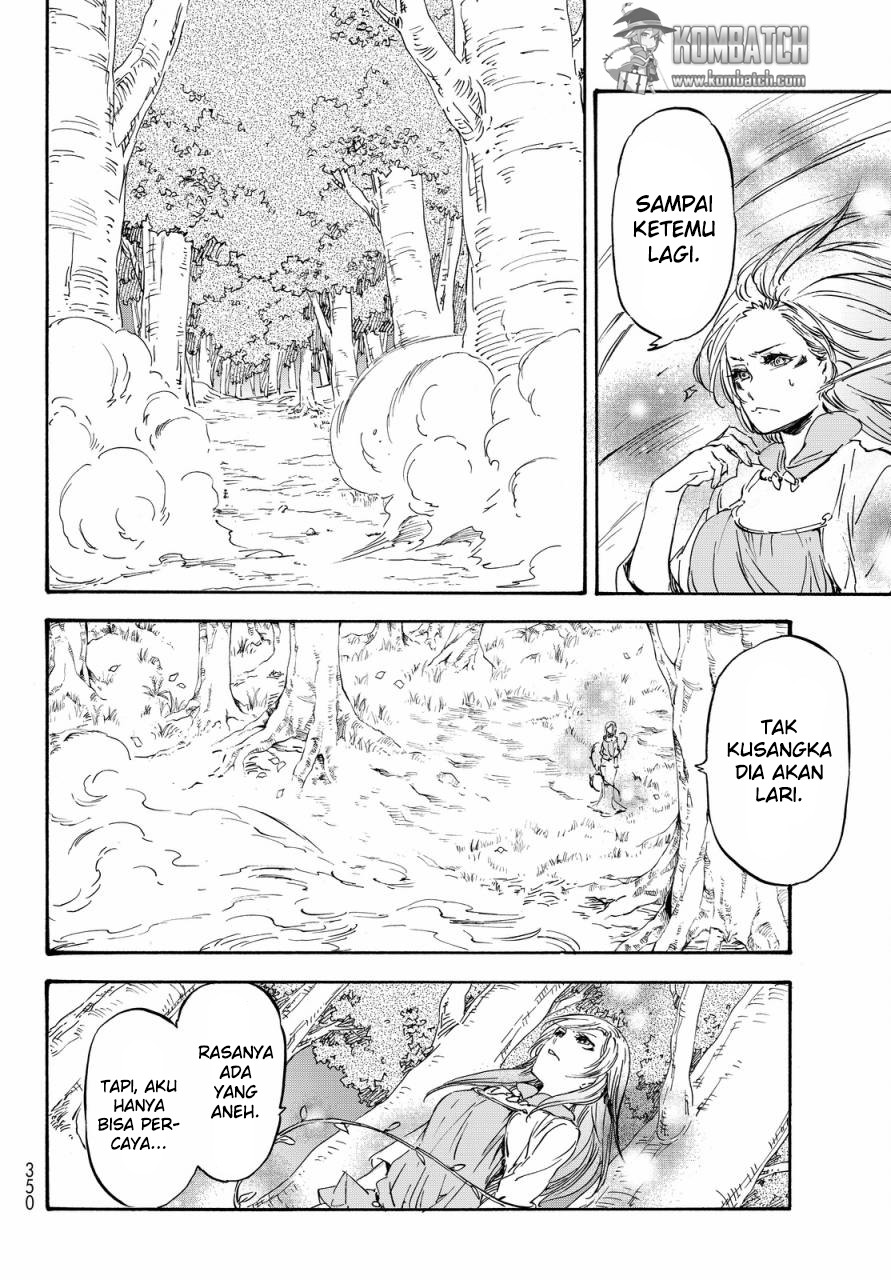 KOMBATCH
www.kombatch.com
SAMPAI
KETEMU
LAGI.
TAK
KUSANGKA
DIA AKAN
LARI.
RASANYA
ADA
YANG
ANEH.
TAPI, AKU
HANYA
BISA PER-
CAYA...
350